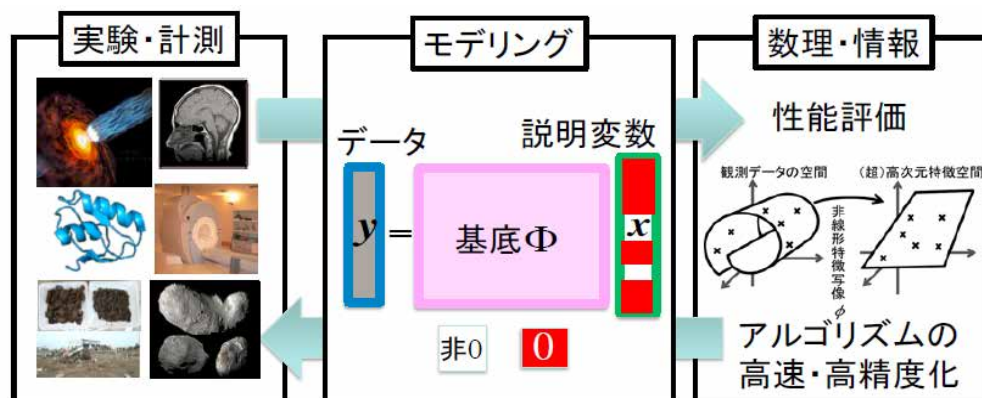 実験・計測
モデリング
数理・情報
データ
説明変数
y
=
基底Φ
x
非0
0
性能評価
観測データの空間
(超)高次元特徴空間
非線形特徴写像
φ
アルゴリズムの
高速・高精度化